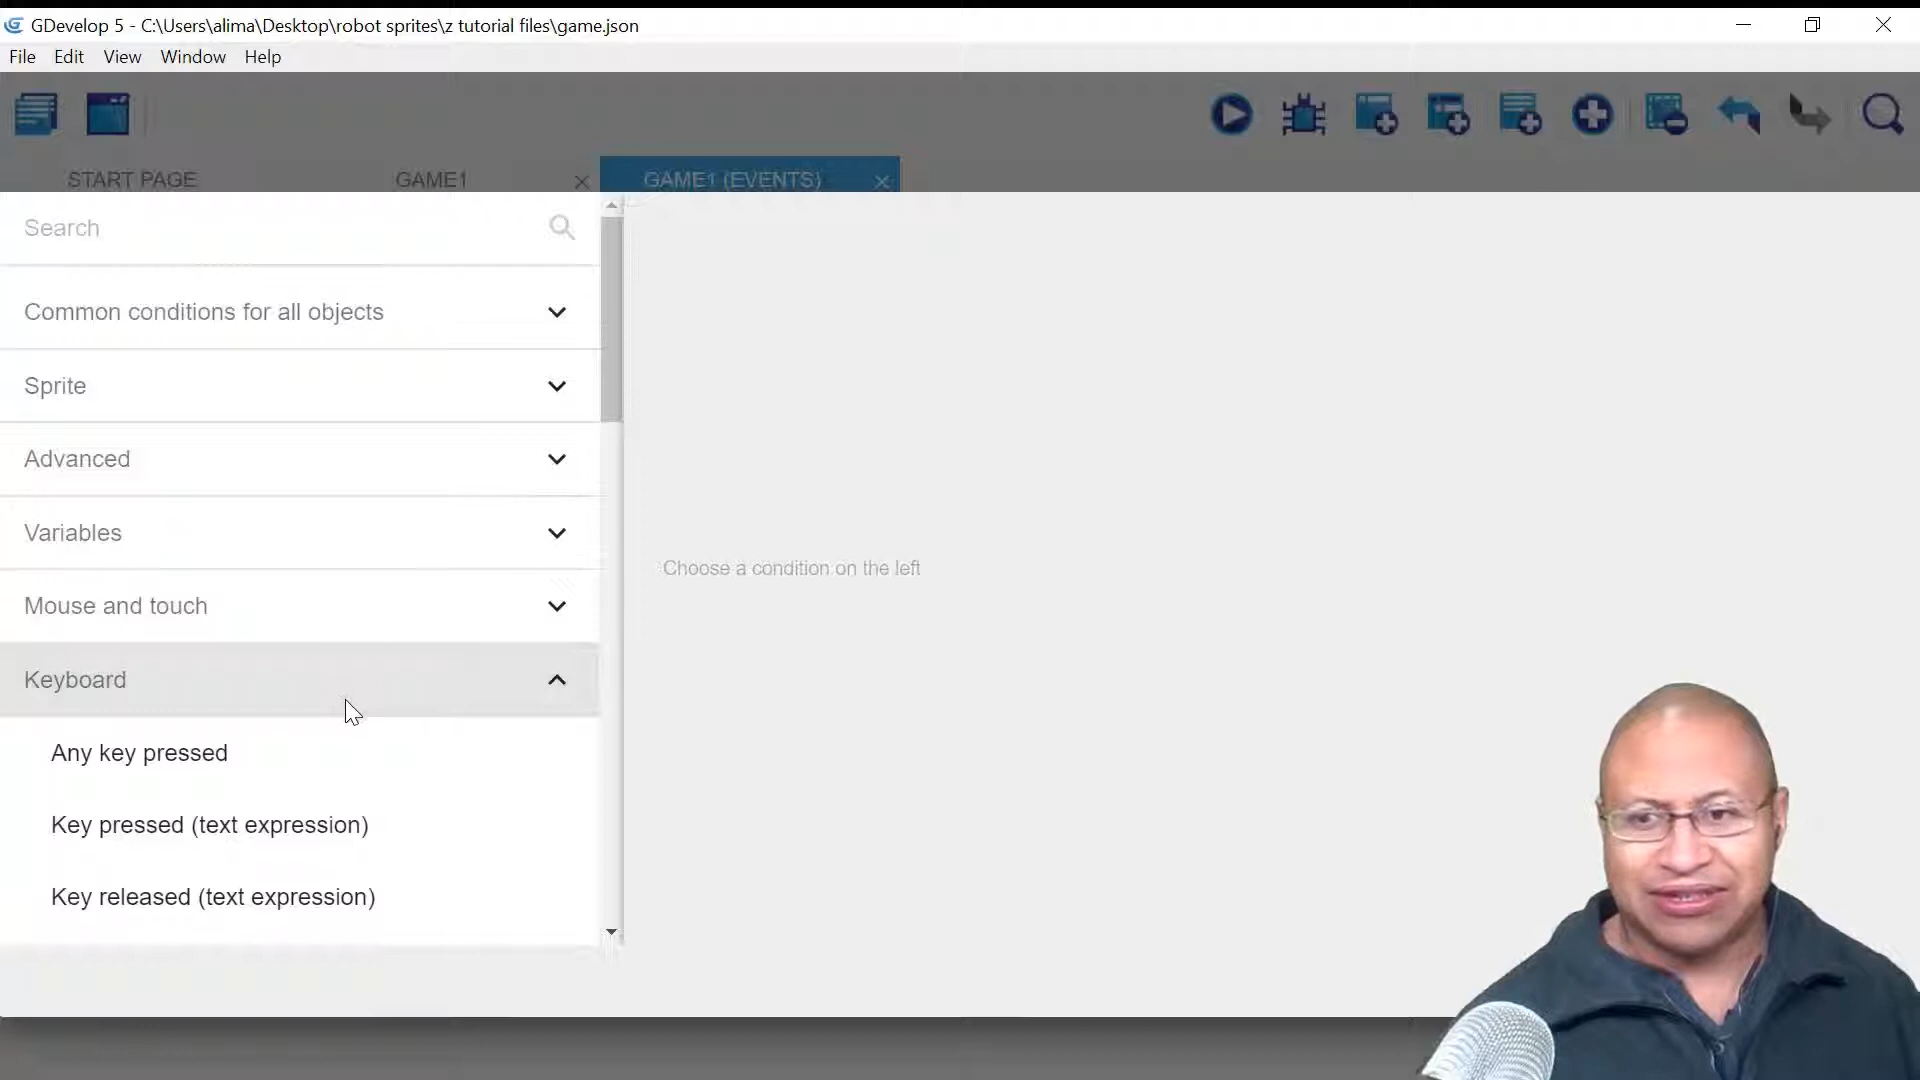 GDevelop 5 - C:\Users\alima\Desktop\robot sprites\z tutorial files\game.json
File Edit View Window Help
START PAGE GAME1 GAME1 (EVENTS)
Search
Common conditions for all objects
Sprite
Advanced
Variables
Mouse and touch
Keyboard
Any key pressed
Key pressed (text expression)
Key released (text expression)
Choose a condition on the left